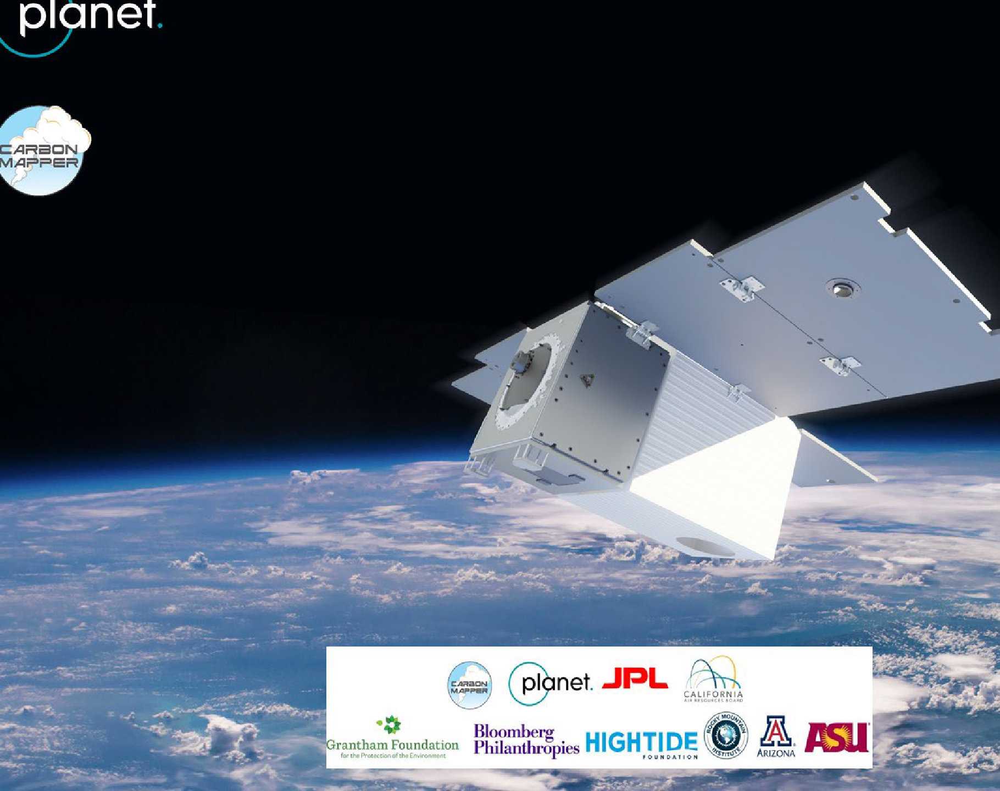 planet.
CARBON
MAPPER
CARBON
MAPPER
planet.
JPL
CALIFORNIA
AIR RESOURCES BOARD
Grantham Foundation
for the Protection of the Environment
Bloomberg
Philanthropies
HIGHTIDE
FOUNDATION
ROCKY MOUNTAIN
INSTITUTE
A
ARIZONA
ASU